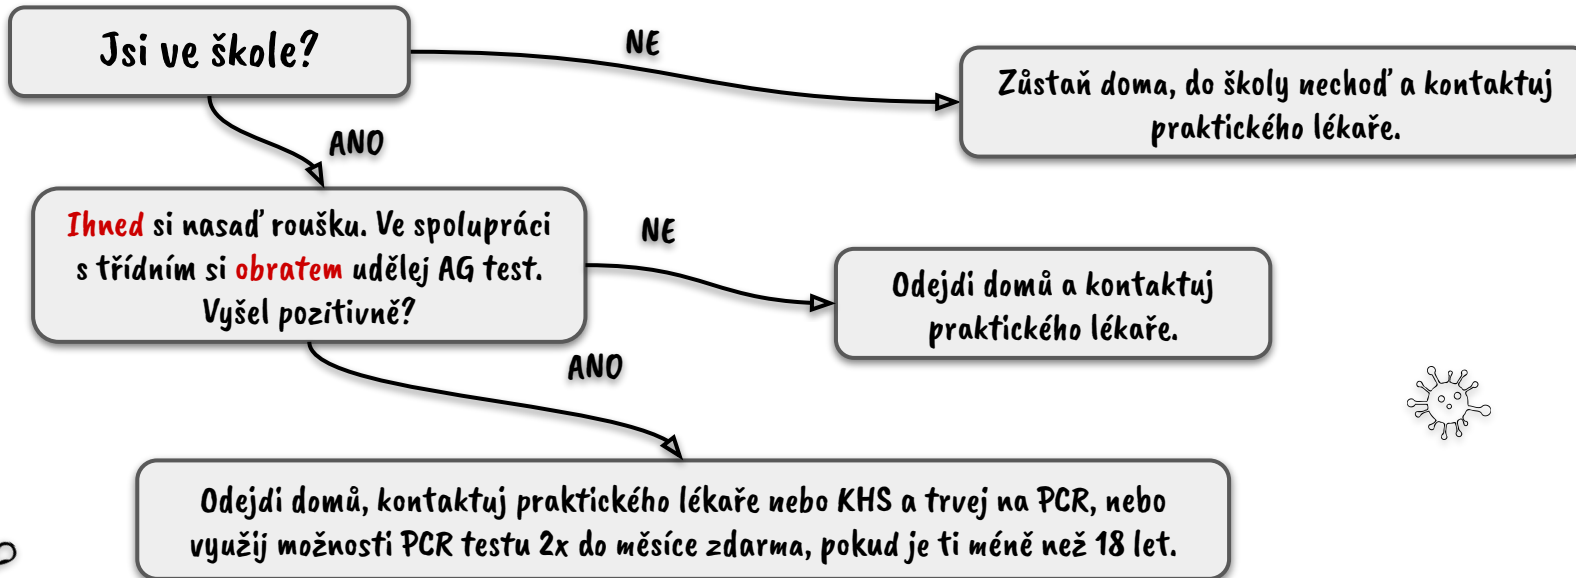 Jsi ve škole?
NE
Zůstaň doma, do školy nechoď a kontaktuj
praktického lékaře.
ANO
Ihned si nasaď roušku. Ve spolupráci
s třídním si obratem udělej AG test.
Vyšel pozitivně?
NE
Odejdi domů a kontaktuj
praktického lékaře.
ANO
Odejdi domů, kontaktuj praktického lékaře nebo KHS a trvej na PCR, nebo
využij možnosti PCR testu 2x do měsíce zdarma, pokud je ti méně než 18 let.